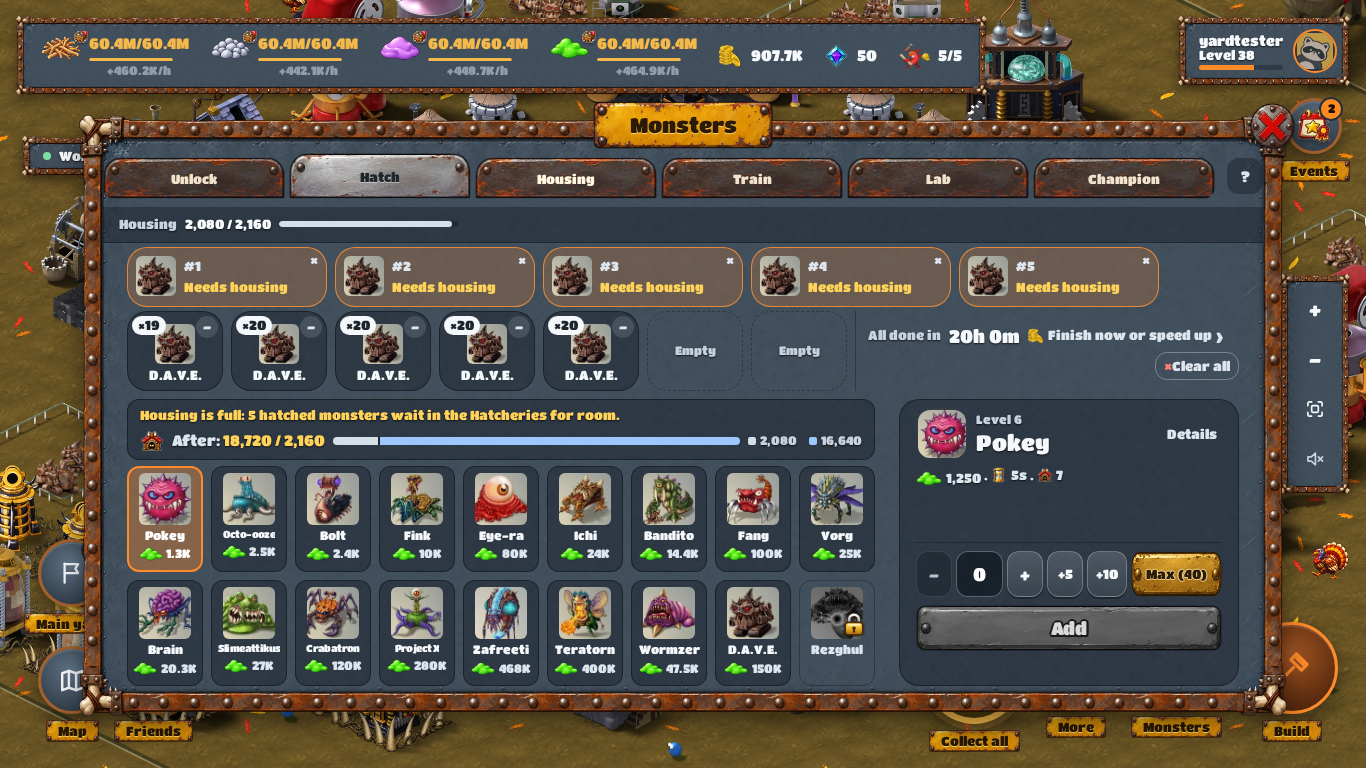 60.4M/60.4M
+460.2K/h
60.4M/60.4M
+442.1K/h
60.4M/60.4M
+448.7K/h
60.4M/60.4M
+464.9K/h
907.7K
50
5/5
yardtester
Level 38
Monsters
2
Events
Wo
Unlock
Hatch
Housing
Train
Lab
Champion
?
Housing 2,080 / 2,160
#1
Needs housing
#2
Needs housing
#3
Needs housing
#4
Needs housing
#5
Needs housing
×19
D.A.V.E.
×20
D.A.V.E.
×20
D.A.V.E.
×20
D.A.V.E.
×20
D.A.V.E.
Empty
Empty
All done in 20h 0m Finish now or speed up ›
×Clear all
Housing is full: 5 hatched monsters wait in the Hatcheries for room.
After: 18,720 / 2,160
2,080
16,640
Level 6
Pokey
Details
1,250 · 5s · 7
Pokey
1.3K
Octo-ooze
2.5K
Bolt
2.4K
Fink
10K
Eye-ra
80K
Ichi
24K
Bandito
14.4K
Fang
100K
Vorg
25K
Brain
20.3K
Slimeattikus
27K
Crabatron
120K
Project X
280K
Zafreeti
468K
Teratorn
400K
Wormzer
47.5K
D.A.V.E.
150K
Rezghul
- 0 + +5 +10 Max (40)
Add
Main ya
Map
Friends
Collect all
More
Monsters
Build